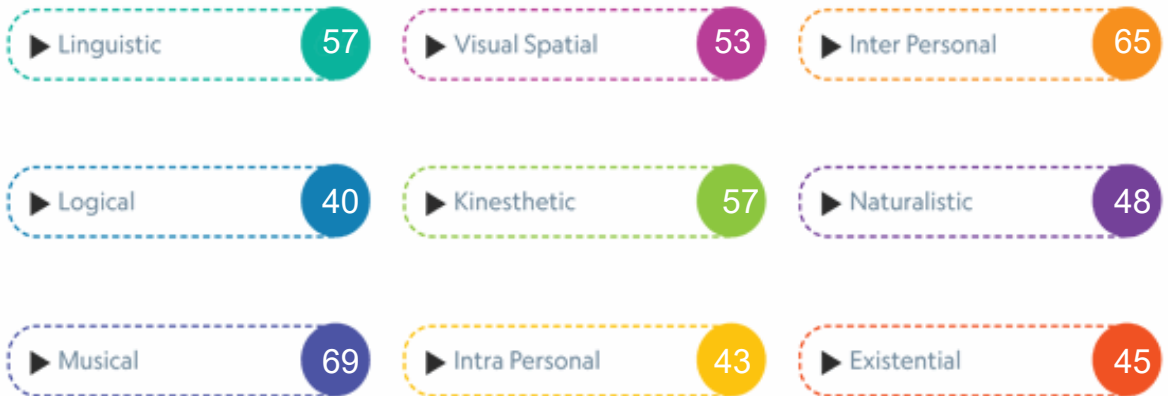 Linguistic 57
Visual Spatial 53
Inter Personal 65
Logical 40
Kinesthetic 57
Naturalistic 48
Musical 69
Intra Personal 43
Existential 45